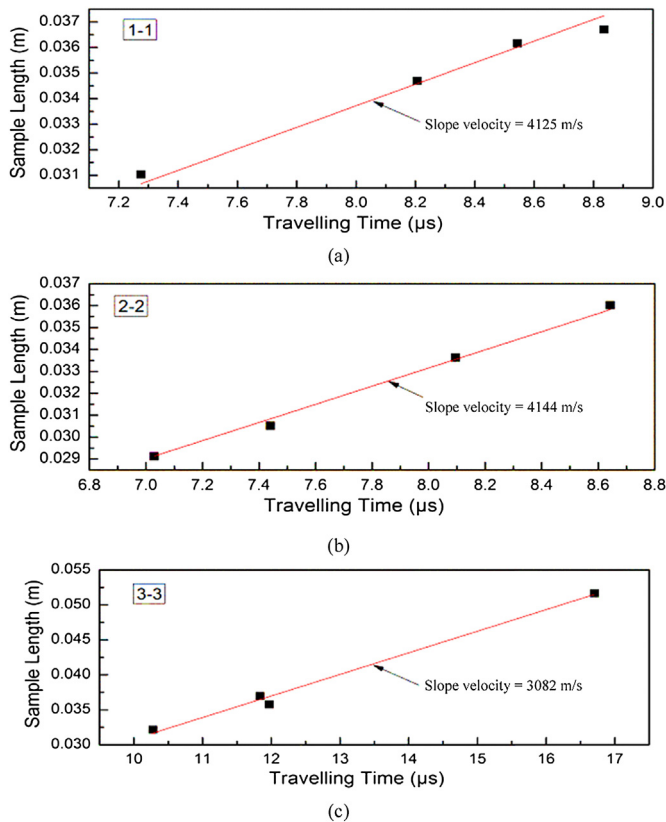 0.037
0.036
0.035
0.034
0.033
0.032
0.031
Sample Length (m)
1-1
Slope velocity = 4125 m/s
7.2 7.4 7.6 7.8 8.0 8.2 8.4 8.6 8.8 9.0
Travelling Time (µs)
(a)
0.037
0.036
0.035
0.034
0.033
0.032
0.031
0.030
0.029
Sample Length (m)
2-2
Slope velocity = 4144 m/s
6.8 7.0 7.2 7.4 7.6 7.8 8.0 8.2 8.4 8.6 8.8
Travelling Time (µs)
(b)
0.055
0.050
0.045
0.040
0.035
0.030
Sample Length (m)
3-3
Slope velocity = 3082 m/s
10 11 12 13 14 15 16 17
Travelling Time (µs)
(c)